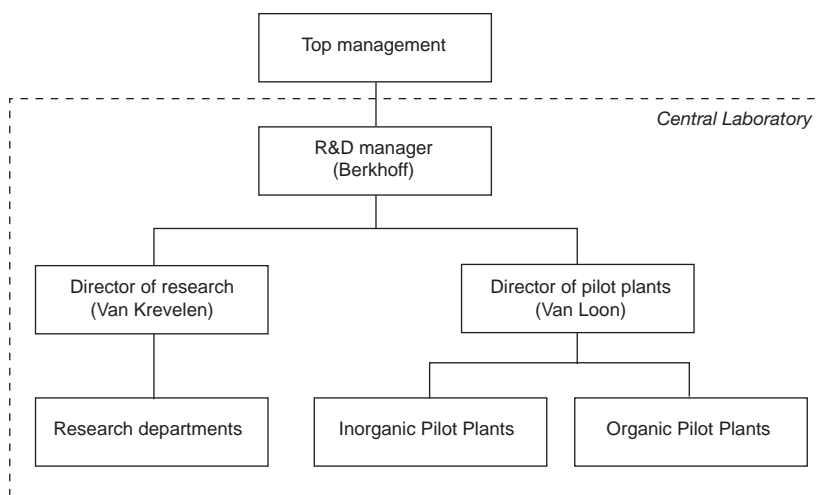 Top management
Central Laboratory
R&D manager
(Berkhoff)
Director of research
(Van Krevelen)
Director of pilot plants
(Van Loon)
Research departments
Inorganic Pilot Plants
Organic Pilot Plants